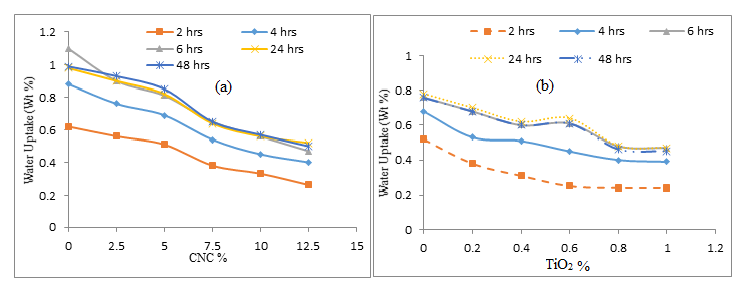 2 hrs 4 hrs
6 hrs 24 hrs
48 hrs
(a)
Water Uptake (Wt %)
1.2
1
0.8
0.6
0.4
0.2
0
0 2.5 5 7.5 10 12.5 15
CNC %
2 hrs 4 hrs 6 hrs
24 hrs 48 hrs
(b)
Water Uptake (Wt %)
1
0.8
0.6
0.4
0.2
0
0 0.2 0.4 0.6 0.8 1 1.2
TiO2 %